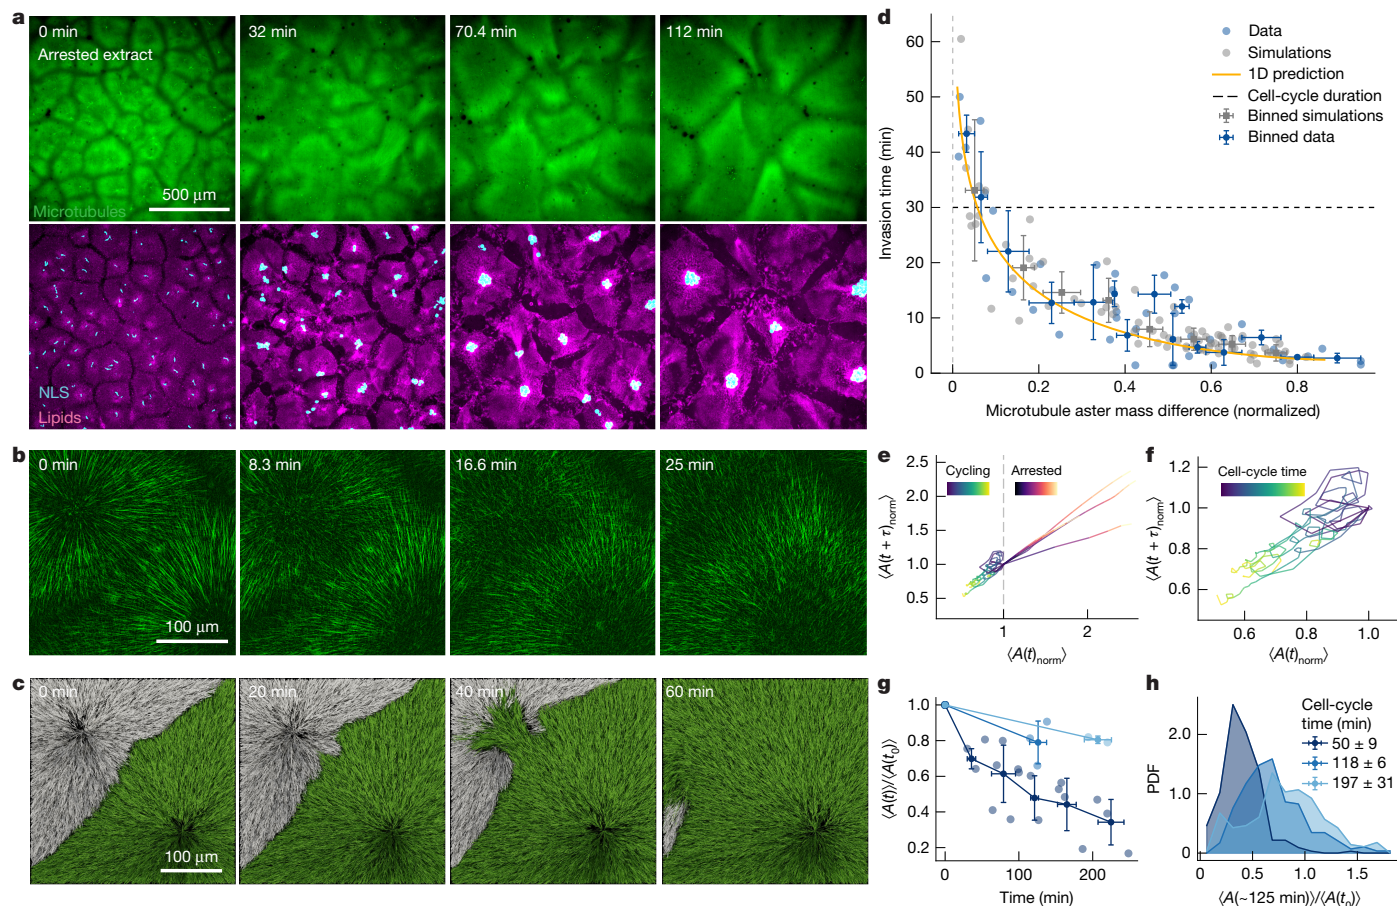 a
0 min
Arrested extract
32 min
70.4 min
112 min
500 μm
Microtubules
NLS
Lipids
b
0 min
8.3 min
16.6 min
25 min
100 μm
c
0 min
20 min
40 min
60 min
100 μm
d
60
50
40
30
20
10
0
Invasion time (min)
Data
Simulations
1D prediction
Cell-cycle duration
Binned simulations
Binned data
0
0.2
0.4
0.6
0.8
Microtubule aster mass difference (normalized)
e
2.5
2.0
1.5
1.0
0.5
⟨A(t + τ)norm⟩
Cycling
Arrested
1
2
⟨A(t)norm⟩
f
1.2
1.0
0.8
0.6
⟨A(t + τ)norm⟩
Cell-cycle time
0.6
0.8
1.0
⟨A(t)norm⟩
g
1.0
0.8
0.6
0.4
0.2
⟨A(t)⟩/⟨A(t0)⟩
0
100
200
Time (min)
h
2.0
1.0
0
PDF
Cell-cycle
time (min)
50 ± 9
118 ± 6
197 ± 31
0
0.5
1.0
1.5
⟨A(~125 min)⟩/⟨A(t0)⟩